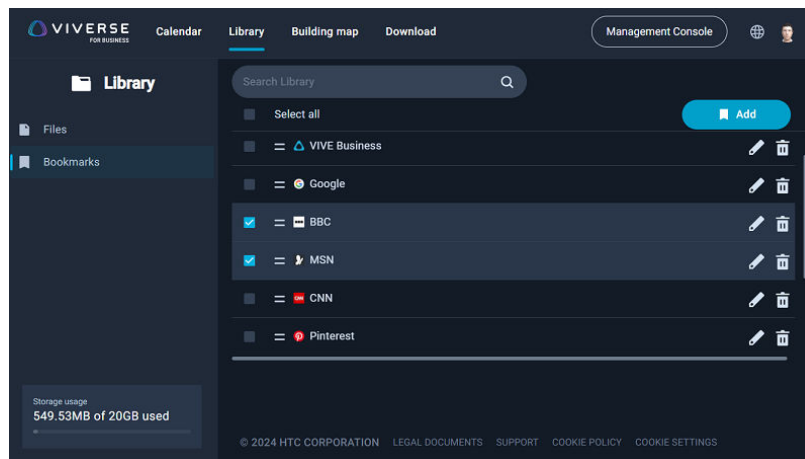 VIVERSE
FOR BUSINESS
Calendar
Library
Building map
Download
Management Console
Library
Files
Bookmarks
Storage usage
549.53MB of 20GB used
Search Library
Select all
Add
VIVE Business
Google
BBC
MSN
CNN
Pinterest
© 2024 HTC CORPORATION LEGAL DOCUMENTS SUPPORT COOKIE POLICY COOKIE SETTINGS